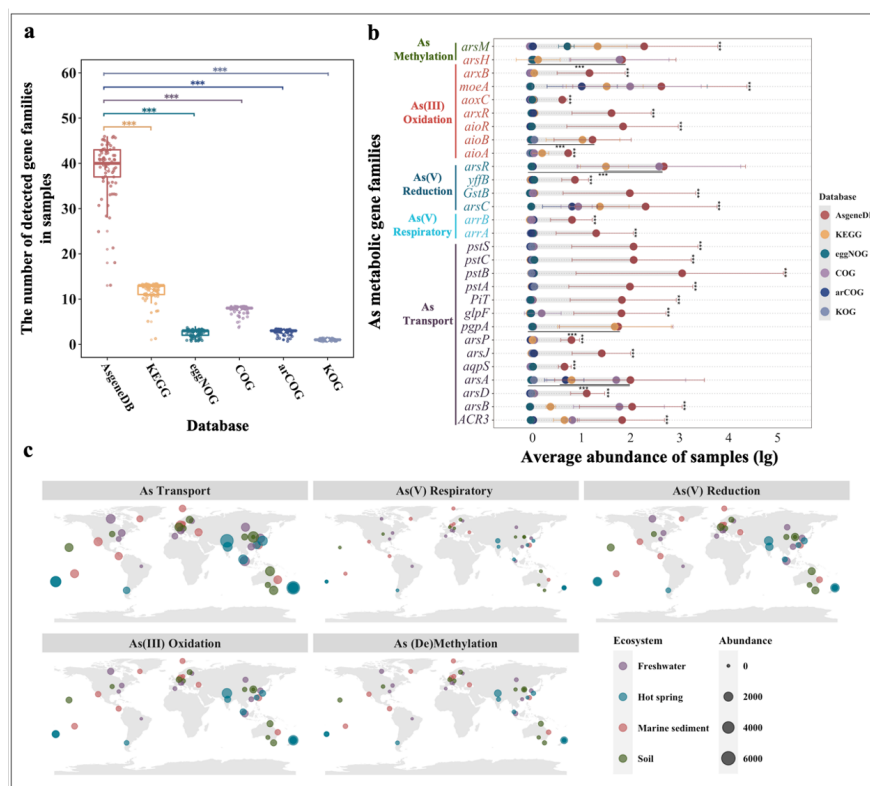 a
The number of detected gene families
in samples
60
50
40
30
20
10
0
***
***
***
***
***
AsgeneDB
KEGG
eggNOG
COG
arCOG
KOG
Database
b
As metabolic gene families
As
Methylation
As(III)
Oxidation
As(V)
Reduction
As(V)
Respiratory
As
Transport
arsM
arsH
arxB
moeA
aoxC
arxR
aioR
aioB
aioA
arsR
yffB
GstB
arsC
arrB
arrA
pstS
pstC
pstB
pstA
PiT
glpF
pgpA
arsP
arsJ
aqpS
arsA
arsD
arsB
ACR3
***
***
***
***
0
1
2
3
4
5
Average abundance of samples (lg)
Database
AsgeneDB
KEGG
eggNOG
COG
arCOG
KOG
c
As Transport
As(V) Respiratory
As(V) Reduction
As(III) Oxidation
As (De)Methylation
Ecosystem
Freshwater
Hot spring
Marine sediment
Soil
Abundance
0
2000
4000
6000